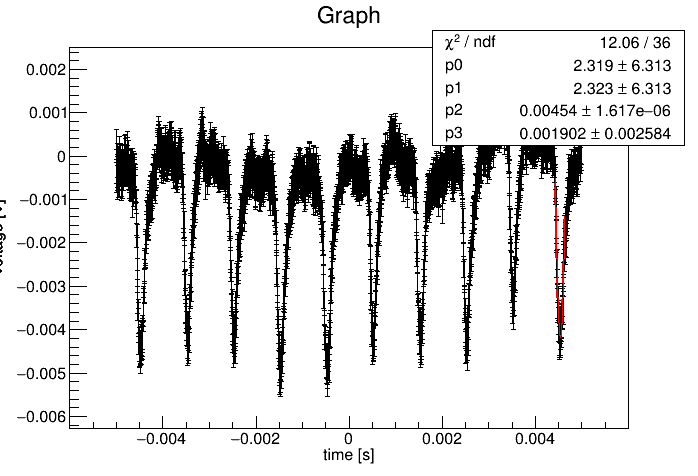 Graph
χ² / ndf 12.06 / 36
p0 2.319 ± 6.313
p1 2.323 ± 6.313
p2 0.00454 ± 1.617e−06
p3 0.001902 ± 0.002584
0.002
0.001
0
−0.001
−0.002
−0.003
−0.004
−0.005
−0.006
−0.004 −0.002 0 0.002 0.004
time [s]